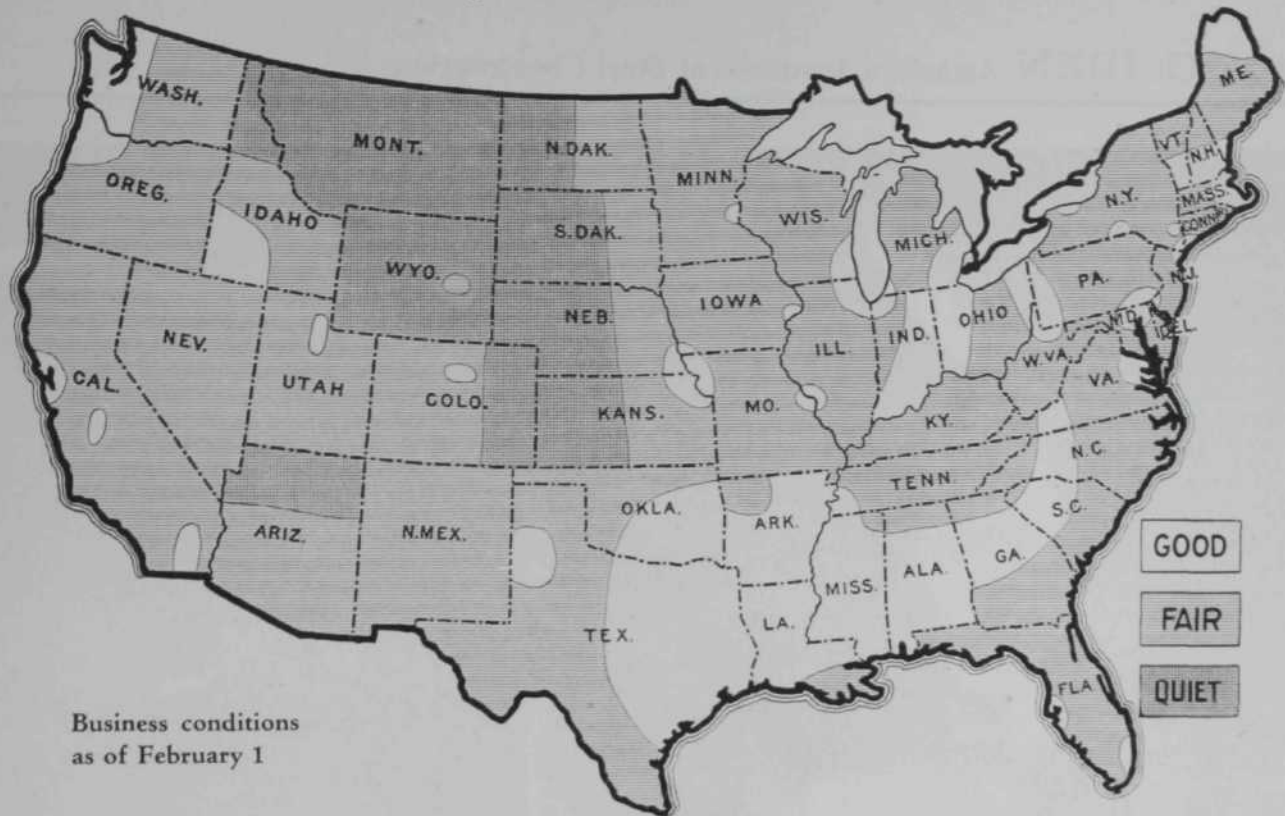 WASH.
MONT.
N.DAK.
MINN.
ME.
VT.
N.H.
OREG.
IDAHO
S.DAK.
WIS.
MICH.
N.Y.
MASS.
CONN.
WYO.
IOWA
PA.
N.J.
NEV.
NEB.
ILL.
IND.
OHIO
MD.
DEL.
CAL.
UTAH
COLO.
KANS.
MO.
W.VA.
VA.
KY.
N.C.
TENN.
ARIZ.
N.MEX.
OKLA.
ARK.
S.C.
GA.
MISS.
ALA.
TEX.
LA.
FLA.
GOOD
FAIR
QUIET
Business conditions
as of February 1